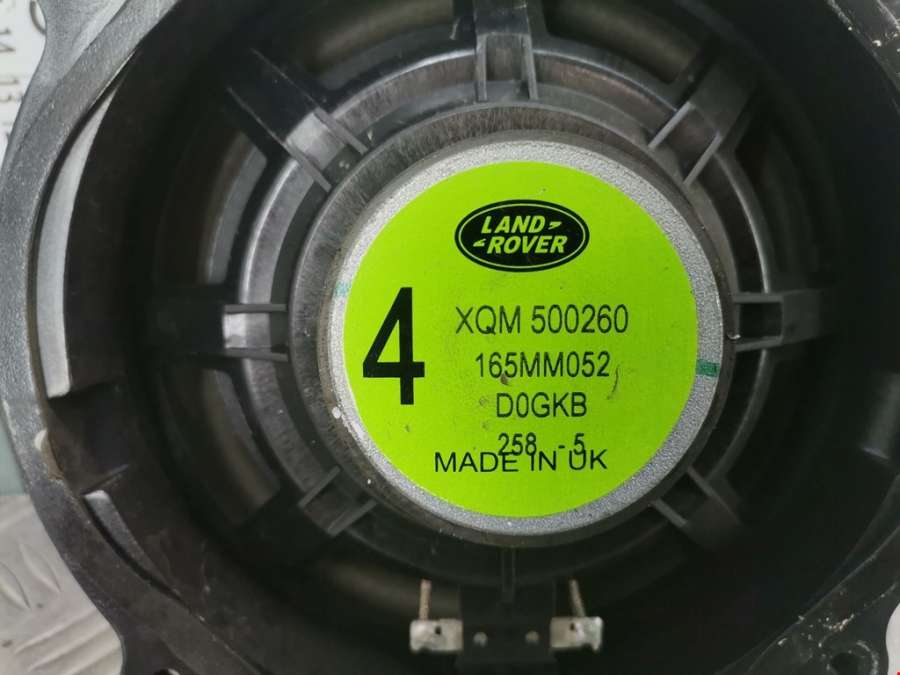 LAND
ROVER
4
XQM 500260
165MM052
D0GKB
258 - 5
MADE IN UK